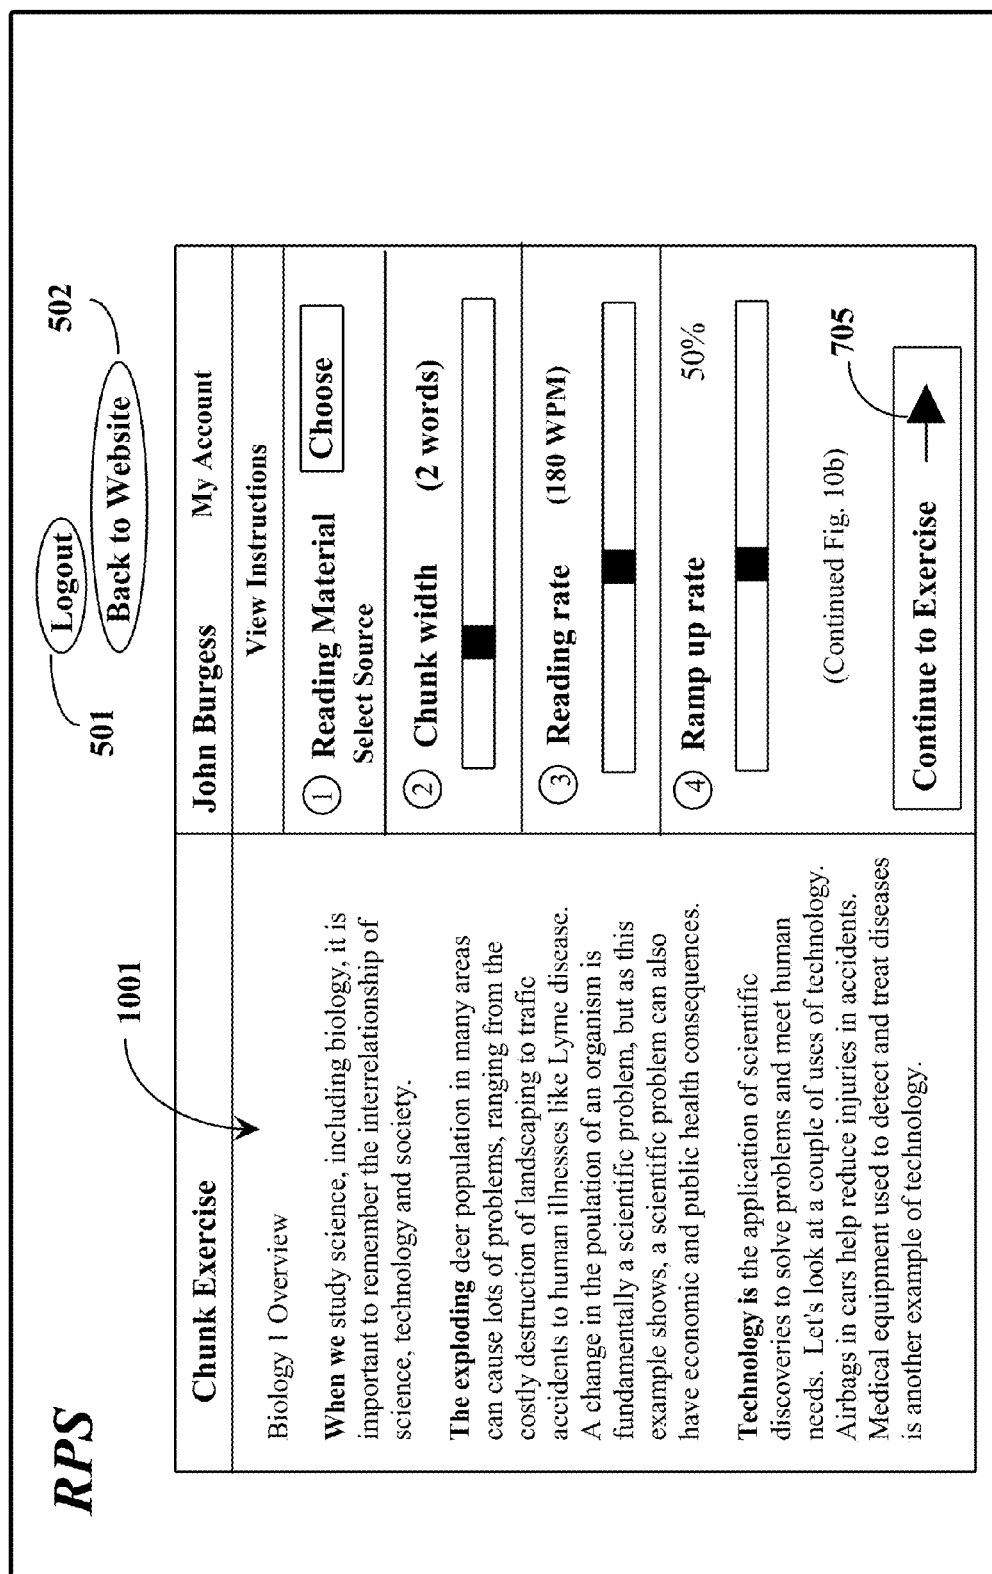 RPS
501
Logout
Back to Website
502
Chunk Exercise
1001
Biology 1 Overview
When we study science, including biology, it is
important to remember the interrelationship of
science, technology and society.
The exploding deer population in many areas
can cause lots of problems, ranging from the
costly destruction of landscaping to trafic
accidents to human illnesses like Lyme disease.
A change in the poulation of an organism is
fundamentally a scientific problem, but as this
example shows, a scientific problem can also
have economic and public health consequences.
Technology is the application of scientific
discoveries to solve problems and meet human
needs. Let's look at a couple of uses of technology.
Airbags in cars help reduce injuries in accidents.
Medical equipment used to detect and treat diseases
is another example of technology.
John Burgess My Account
View Instructions
1 Reading Material Choose
Select Source
2 Chunk width (2 words)
3 Reading rate (180 WPM)
4 Ramp up rate 50%
(Continued Fig. 10b)
705
Continue to Exercise